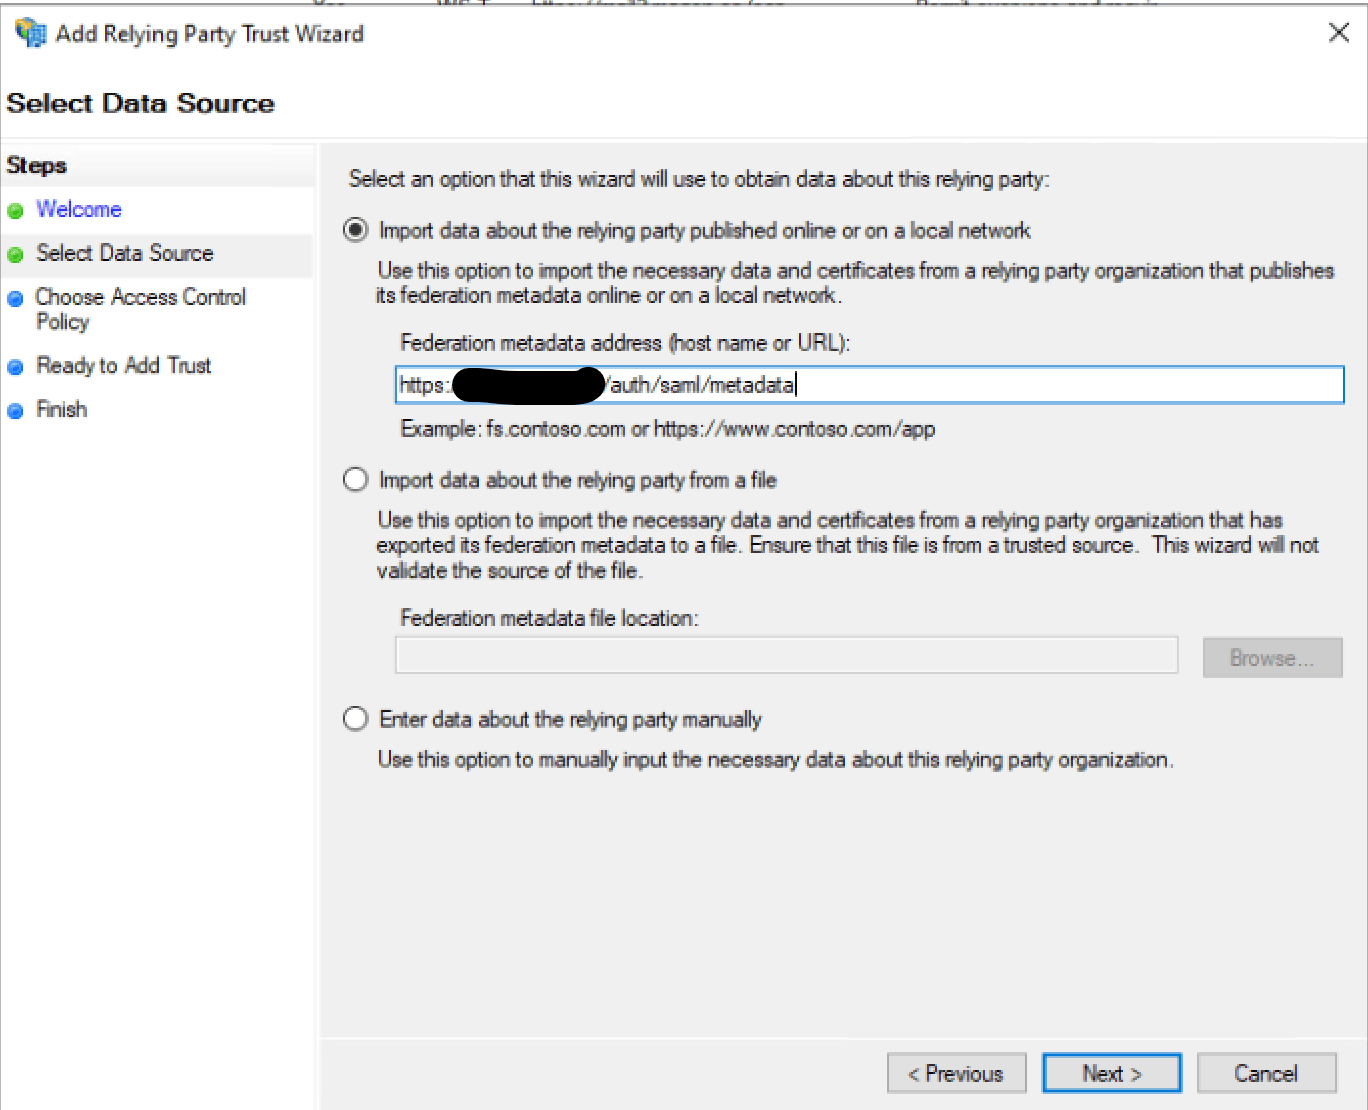 Add Relying Party Trust Wizard
Select Data Source
Steps
Welcome
Select Data Source
Choose Access Control
Policy
Ready to Add Trust
Finish
Select an option that this wizard will use to obtain data about this relying party:
Import data about the relying party published online or on a local network
Use this option to import the necessary data and certificates from a relying party organization that publishes
its federation metadata online or on a local network.
Federation metadata address (host name or URL):
https: /auth/saml/metadata
Example: fs.contoso.com or https://www.contoso.com/app
Import data about the relying party from a file
Use this option to import the necessary data and certificates from a relying party organization that has
exported its federation metadata to a file. Ensure that this file is from a trusted source.  This wizard will not
validate the source of the file.
Federation metadata file location:
Browse...
Enter data about the relying party manually
Use this option to manually input the necessary data about this relying party organization.
< Previous
Next >
Cancel